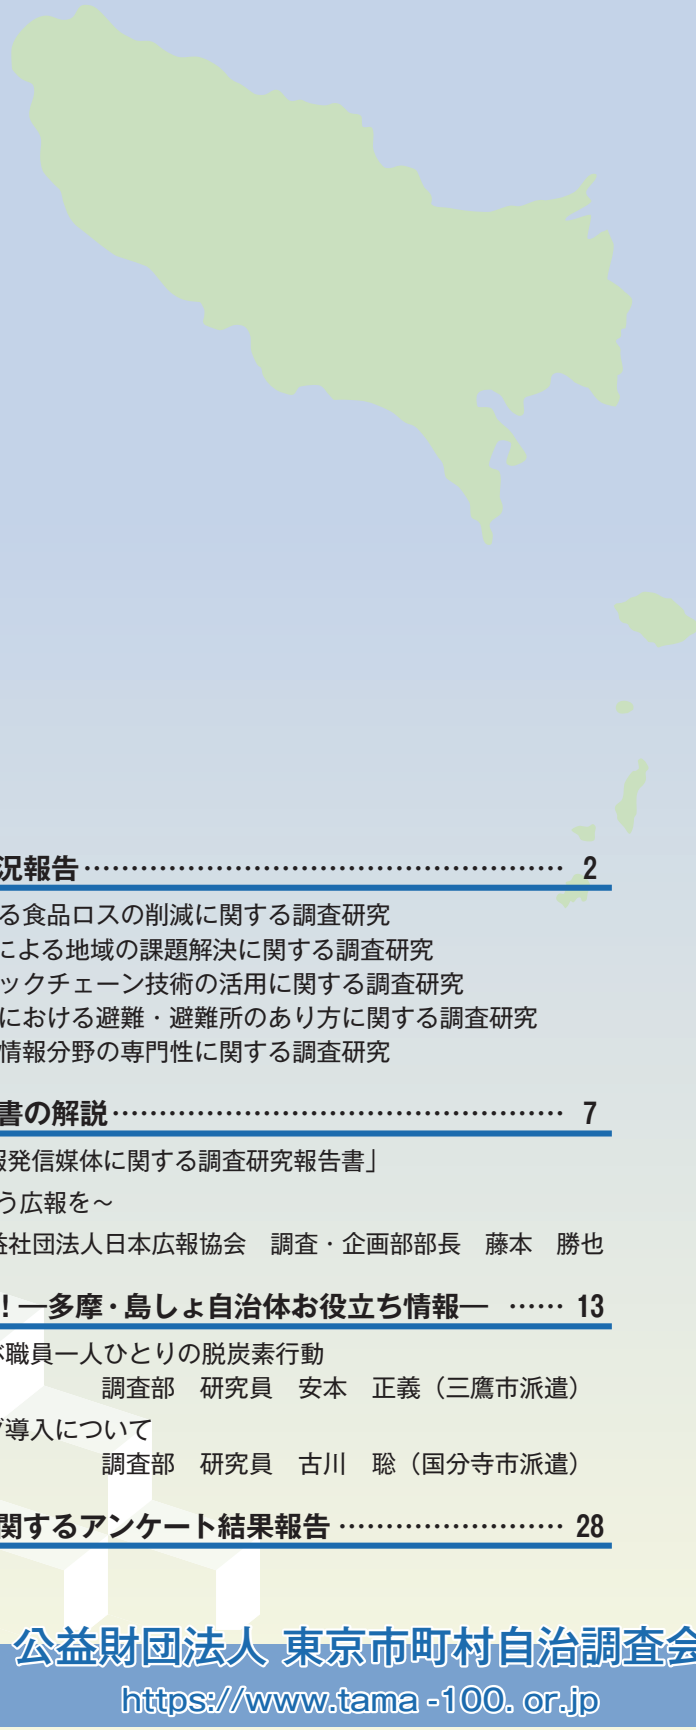 況報告……………………………………………… 2
る食品ロスの削減に関する調査研究
による地域の課題解決に関する調査研究
ックチェーン技術の活用に関する調査研究
における避難・避難所のあり方に関する調査研究
情報分野の専門性に関する調査研究
書の解説…………………………………………… 7
発信媒体に関する調査研究報告書」
う広報を～
益社団法人日本広報協会　調査・企画部部長　藤本　勝也
！―多摩・島しょ自治体お役立ち情報― …… 13
職員一人ひとりの脱炭素行動
調査部　研究員　安本　正義（三鷹市派遣）
導入について
調査部　研究員　古川　聡（国分寺市派遣）
関するアンケート結果報告 …………………… 28
公益財団法人 東京市町村自治調査会
https://www.tama -100. or.jp